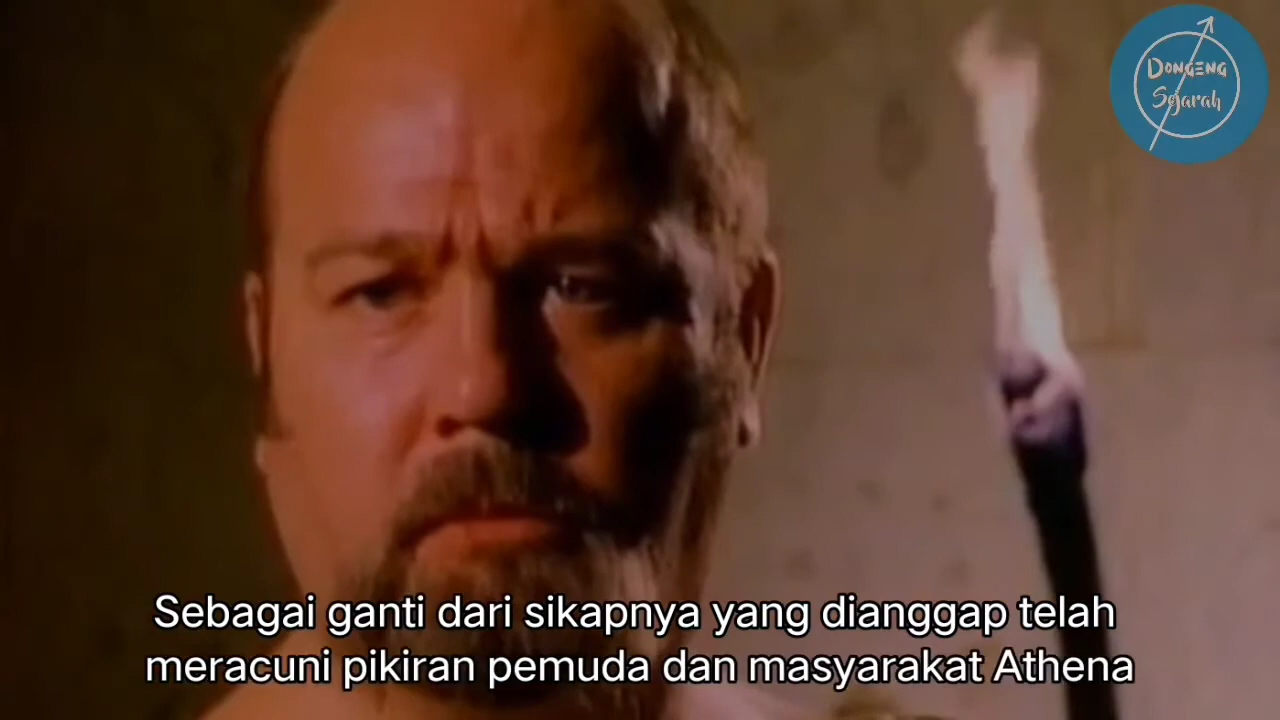 Dongeng
Sejarah
Sebagai ganti dari sikapnya yang dianggap telah
meracuni pikiran pemuda dan masyarakat Athena